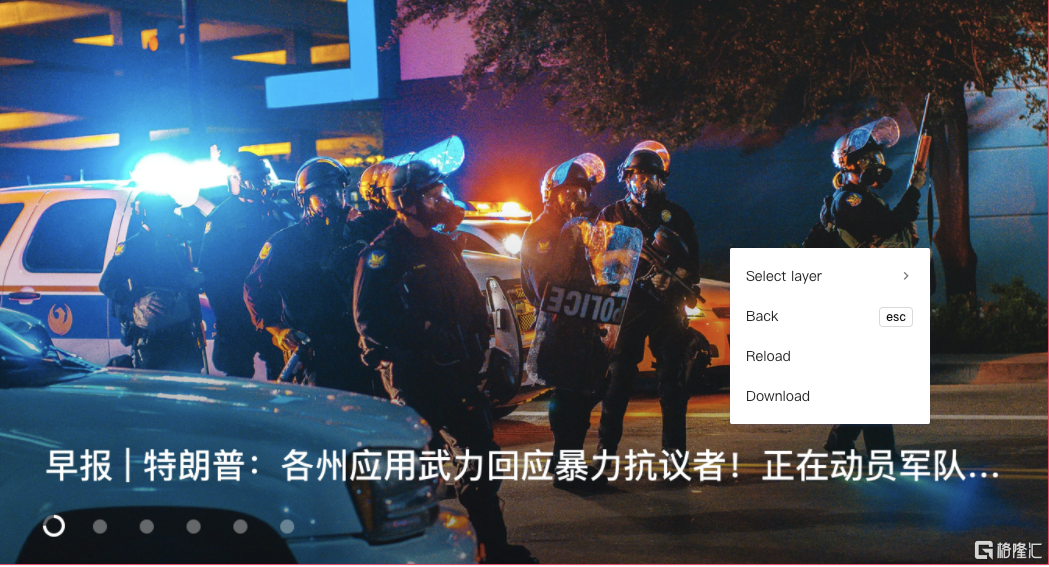 POLICE
Select layer
Back
esc
Reload
Download
早报 | 特朗普：各州应用武力回应暴力抗议者！正在动员军队...
格隆汇